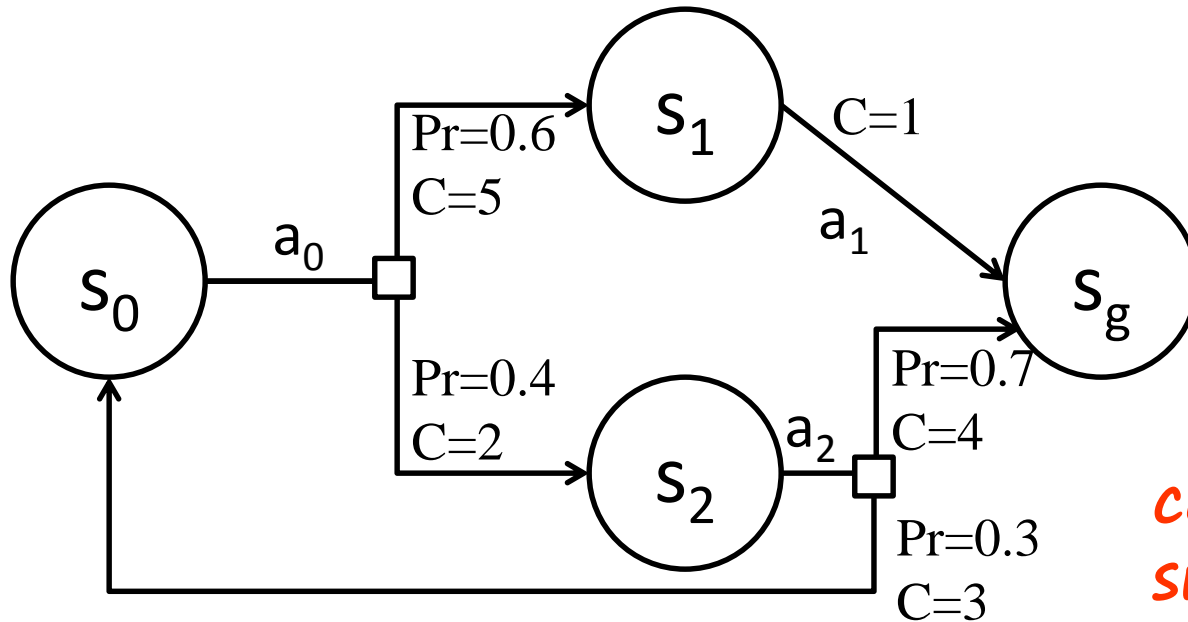 s₀
a₀
Pr=0.6
C=5
s₁
C=1
a₁
s_g
Pr=0.4
C=2
s₂
a₂
Pr=0.7
C=4
Pr=0.3
C=3